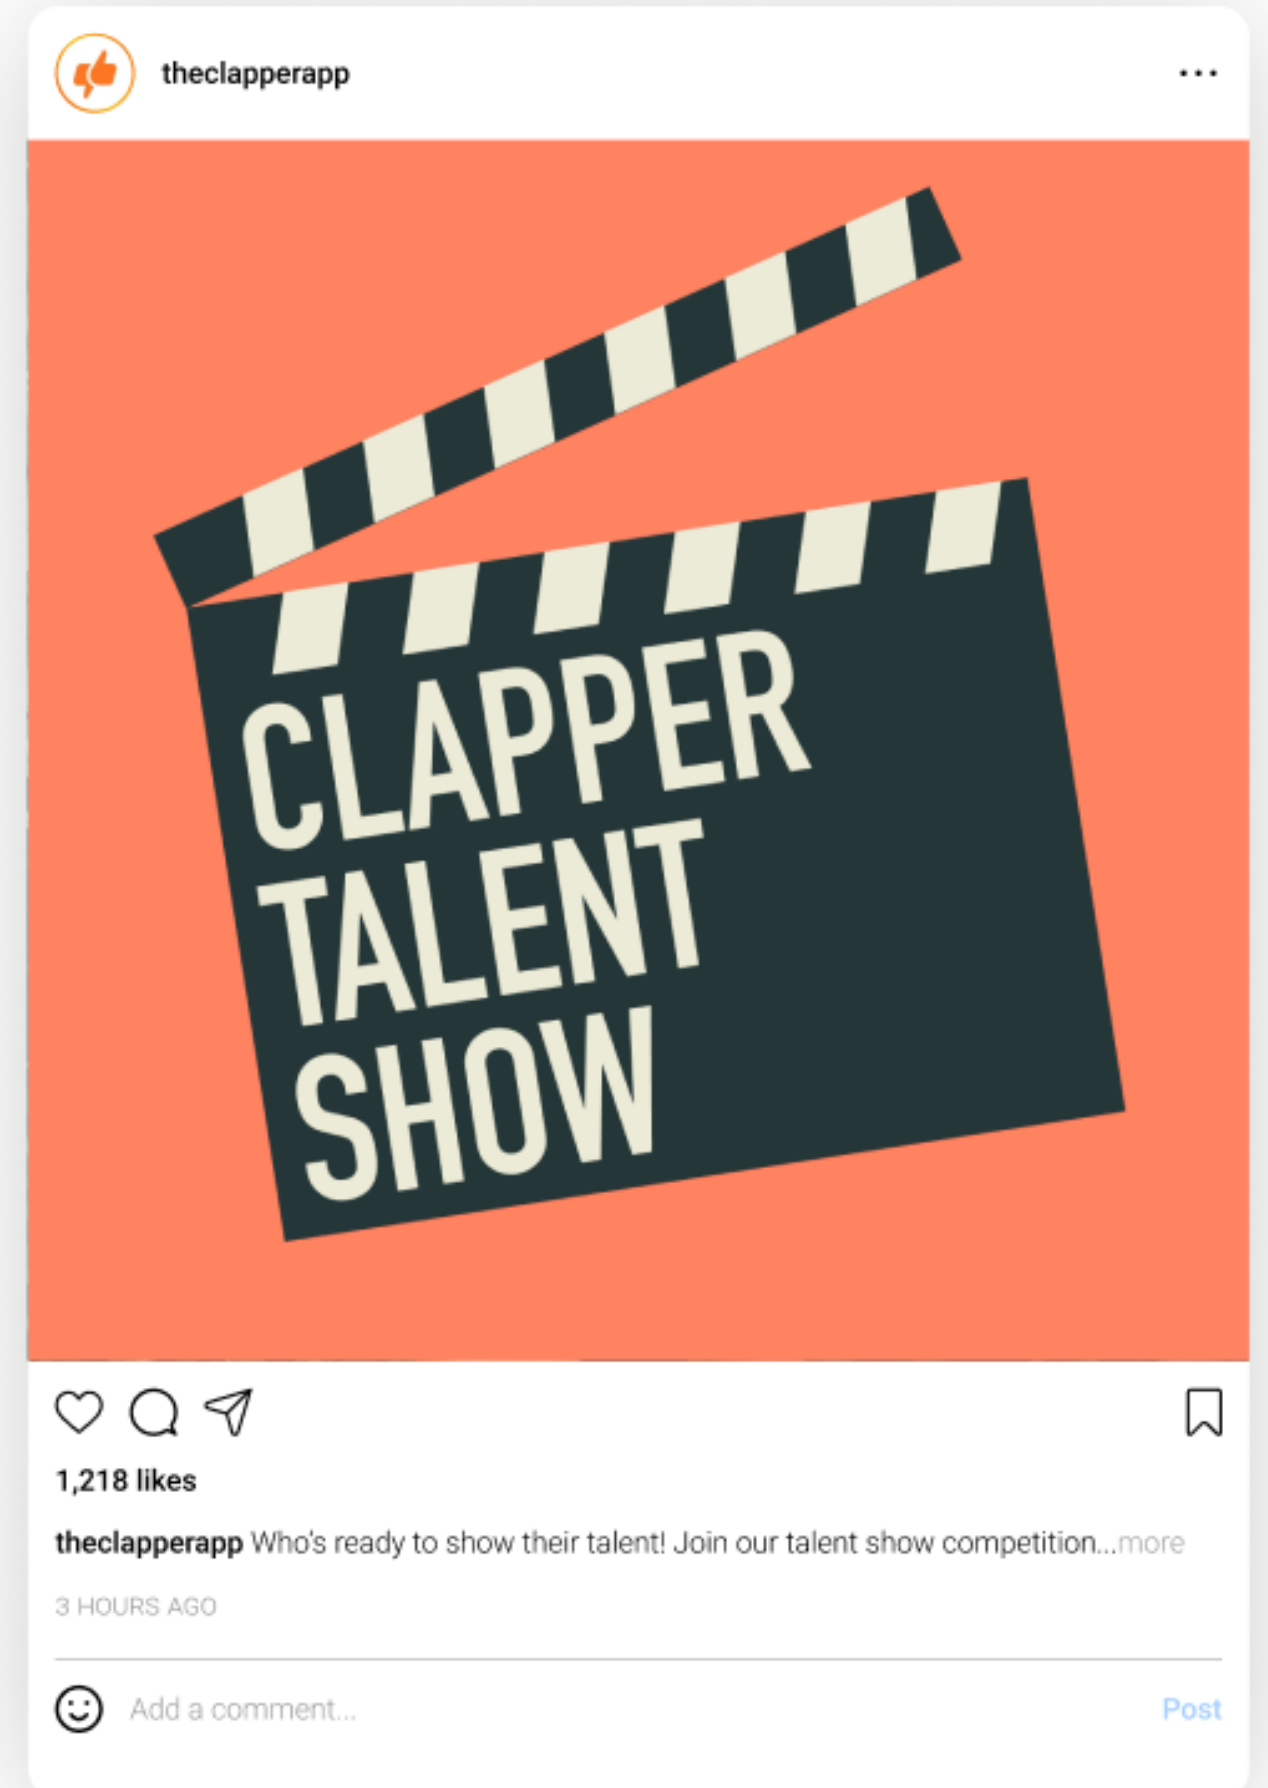 theclapperapp
CLAPPER
TALENT
SHOW
1,218 likes
theclapperapp Who's ready to show their talent! Join our talent show competition...more
3 HOURS AGO
Add a comment...
Post